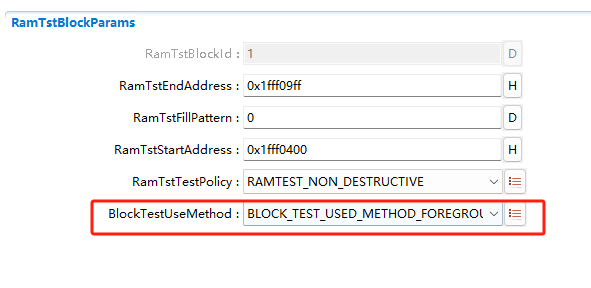 RamTstBlockParams
RamTstBlockId : 1 D
RamTstEndAddress : 0x1fff09ff H
RamTstFillPattern : 0 D
RamTstStartAddress : 0x1fff0400 H
RamTstTestPolicy : RAMTEST_NON_DESTRUCTIVE
BlockTestUseMethod : BLOCK_TEST_USED_METHOD_FOREGROU